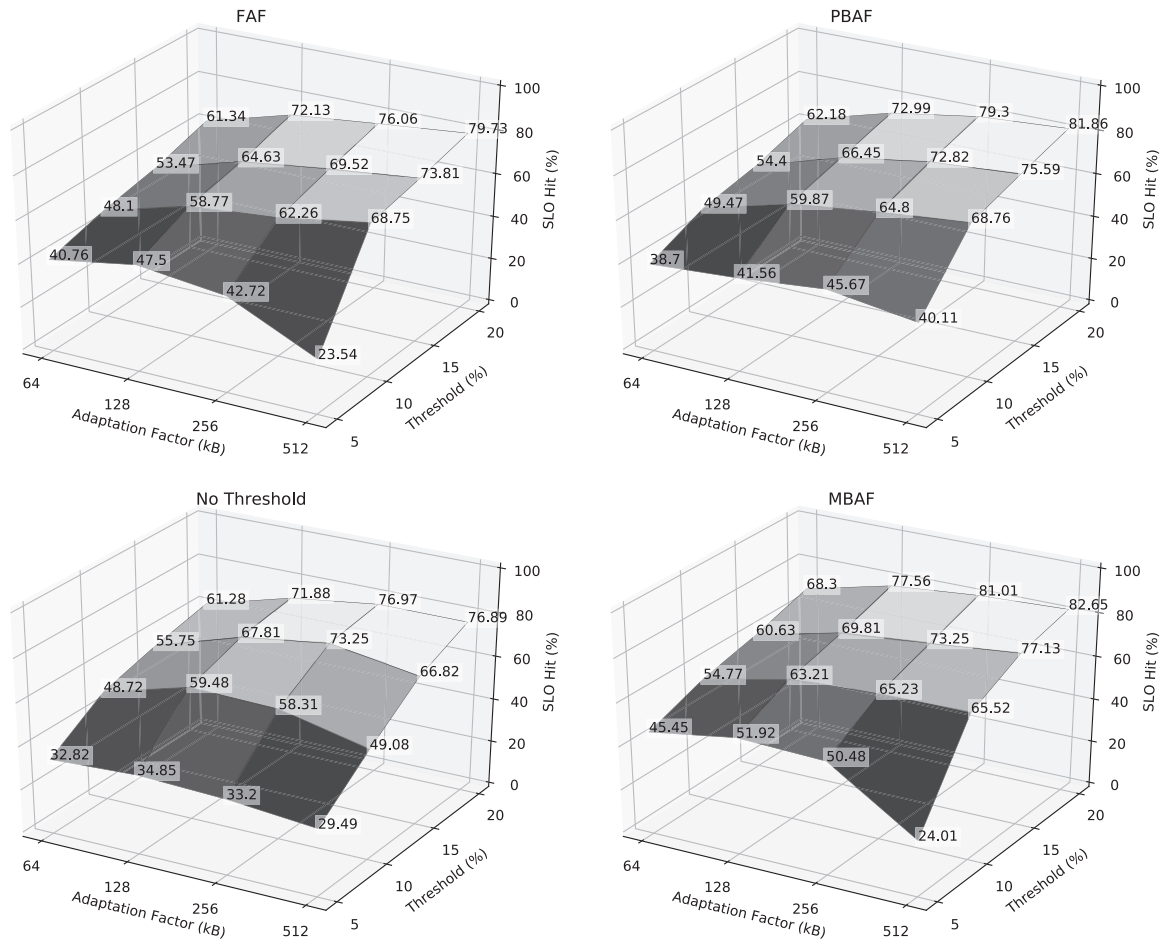 FAF
61.34 72.13 76.06 79.73
53.47 64.63 69.52 73.81
48.1 58.77 62.26 68.75
40.76 47.5 42.72 23.54
100
80
60
40
20
0
SLO Hit (%)
64 128 256 512
Adaptation Factor (kB)
5 10 15 20
Threshold (%)
PBAF
62.18 72.99 79.3 81.86
54.4 66.45 72.82 75.59
49.47 59.87 64.8 68.76
38.7 41.56 45.67 40.11
100
80
60
40
20
0
SLO Hit (%)
64 128 256 512
Adaptation Factor (kB)
5 10 15 20
Threshold (%)
No Threshold
61.28 71.88 76.97 76.89
55.75 67.81 73.25 66.82
48.72 59.48 58.31 49.08
32.82 34.85 33.2 29.49
100
80
60
40
20
0
SLO Hit (%)
64 128 256 512
Adaptation Factor (kB)
5 10 15 20
Threshold (%)
MBAF
68.3 77.56 81.01 82.65
60.63 69.81 73.25 77.13
54.77 63.21 65.23 65.52
45.45 51.92 50.48 24.01
100
80
60
40
20
0
SLO Hit (%)
64 128 256 512
Adaptation Factor (kB)
5 10 15 20
Threshold (%)